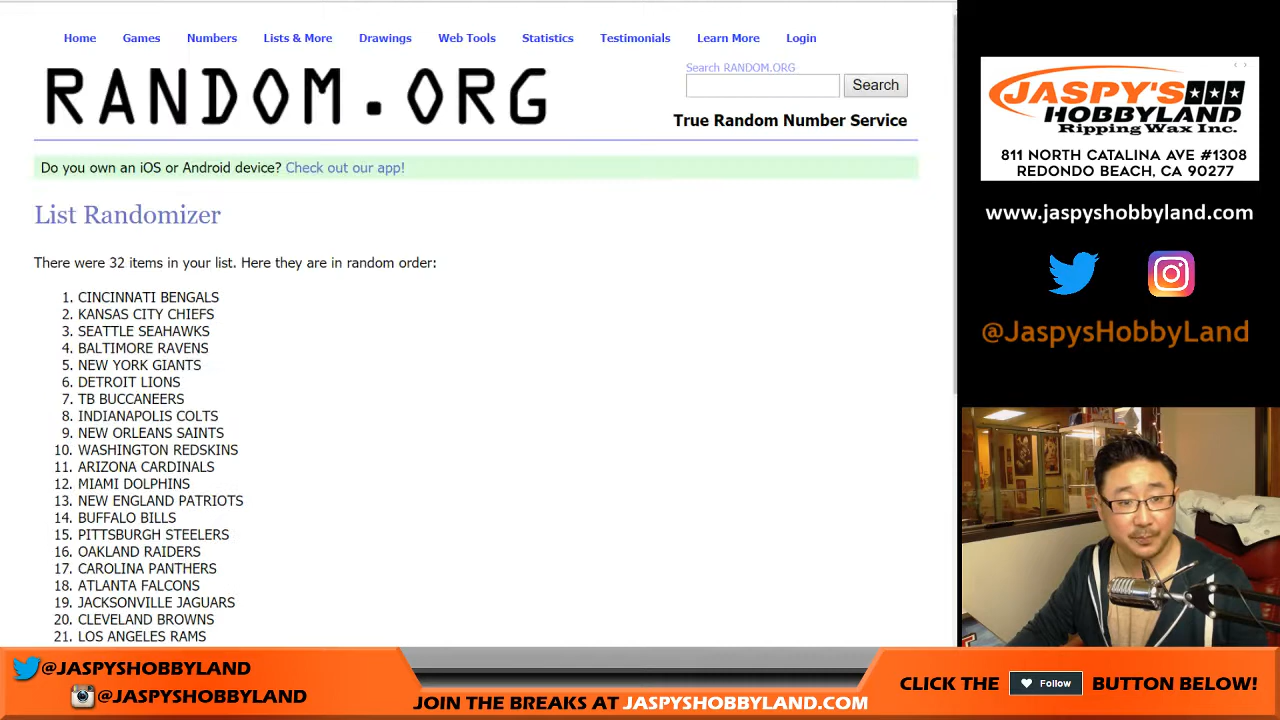 Home Games Numbers Lists & More Drawings Web Tools Statistics Testimonials Learn More Login
RANDOM.ORG
Search RANDOM.ORG
Search
True Random Number Service
Do you own an iOS or Android device? Check out our app!
List Randomizer
There were 32 items in your list. Here they are in random order:
1. CINCINNATI BENGALS
2. KANSAS CITY CHIEFS
3. SEATTLE SEAHAWKS
4. BALTIMORE RAVENS
5. NEW YORK GIANTS
6. DETROIT LIONS
7. TB BUCCANEERS
8. INDIANAPOLIS COLTS
9. NEW ORLEANS SAINTS
10. WASHINGTON REDSKINS
11. ARIZONA CARDINALS
12. MIAMI DOLPHINS
13. NEW ENGLAND PATRIOTS
14. BUFFALO BILLS
15. PITTSBURGH STEELERS
16. OAKLAND RAIDERS
17. CAROLINA PANTHERS
18. ATLANTA FALCONS
19. JACKSONVILLE JAGUARS
20. CLEVELAND BROWNS
21. LOS ANGELES RAMS
JASPY'S
HOBBYLAND
Ripping Wax Inc.
811 NORTH CATALINA AVE #1308
REDONDO BEACH, CA 90277
www.jaspyshobbyland.com
@JaspysHobbyLand
@JASPYSHOBBYLAND
@JASPYSHOBBYLAND
JOIN THE BREAKS AT JASPYSHOBBYLAND.COM
CLICK THE Follow BUTTON BELOW!